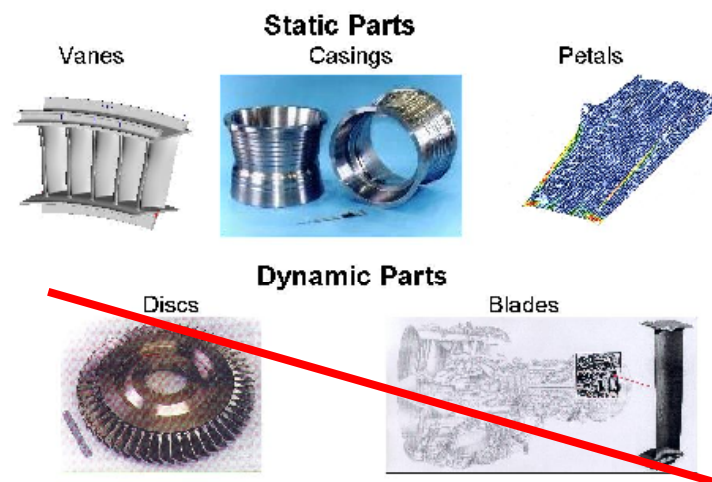 Static Parts
Vanes
Casings
Petals
Dynamic Parts
Discs
Blades